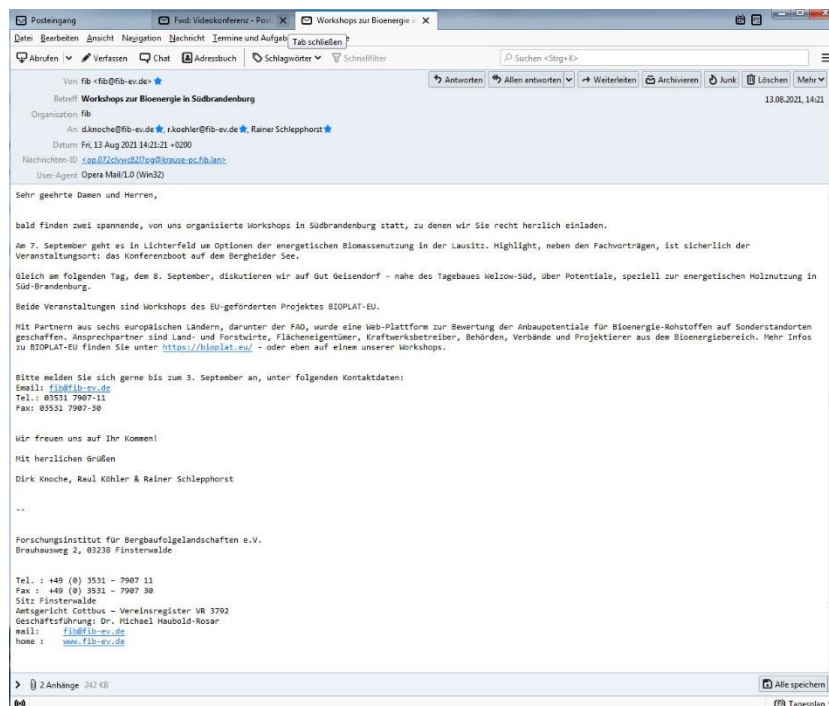 Posteingang
Fwd: Videokonferenz - Post
Workshops zur Bioenergie in
Datei Bearbeiten Ansicht Navigation Nachricht Termine und Aufgab
Tab schließen
Abrufen Verfassen Chat Adressbuch Schlagwörter Schnellfilter Suchen <Strg+K>
Von fib <fib@fib-ev.de>
Antworten Allen antworten Weiterleiten Archivieren Junk Löschen Mehr
Betreff Workshops zur Bioenergie in Südbrandenburg 13.08.2021, 14:21
Organisation fib
An d.knoche@fib-ev.de, r.koehler@fib-ev.de, Rainer Schlepphorst
Datum Fri, 13 Aug 2021 14:21:21 +0200
Nachrichten-ID
User-Agent Opera Mail/1.0 (Win32)
Sehr geehrte Damen und Herren,
bald finden zwei spannende, von uns organisierte Workshops in Südbrandenburg statt, zu denen wir Sie recht herzlich einladen.
Am 7. September geht es in Lichterfeld um Optionen der energetischen Biomassenutzung in der Lausitz. Highlight, neben den Fachvorträgen, ist sicherlich der
Veranstaltungsort: das Konferenzboot auf dem Bergheider See.
Gleich am folgenden Tag, dem 8. September, diskutieren wir auf Gut Geisendorf - nahe des Tagebaues Welzow-Süd, über Potentiale, speziell zur energetischen Holznutzung in
Süd-Brandenburg.
Beide Veranstaltungen sind Workshops des EU-geförderten Projektes BIOPLAT-EU.
Mit Partnern aus sechs europäischen Ländern, darunter der FAO, wurde eine Web-Plattform zur Bewertung der Anbaupotentiale für Bioenergie-Rohstoffen auf Sonderstandorten
geschaffen. Ansprechpartner sind Land- und Forstwirte, Flächeneigentümer, Kraftwerksbetreiber, Behörden, Verbände und Projektierer aus dem Bioenergiebereich. Mehr Infos
zu BIOPLAT-EU finden Sie unter https://bioplat.eu/ - oder eben auf einem unserer Workshops.
Bitte melden Sie sich gerne bis zum 3. September an, unter folgenden Kontaktdaten:
Email: fib@fib-ev.de
Tel.: 03531 7907-11
Fax: 03531 7907-30
Wir freuen uns auf Ihr Kommen!
Mit herzlichen Grüßen
Dirk Knoche, Raul Köhler & Rainer Schlepphorst
--
Forschungsinstitut für Bergbaufolgelandschaften e.V.
Brauhausweg 2, 03238 Finsterwalde
Tel. : +49 (0) 3531 – 7907 11
Fax : +49 (0) 3531 – 7907 30
Sitz Finsterwalde
Amtsgericht Cottbus – Vereinsregister VR 3792
Geschäftsführung: Dr. Michael Haubold-Rosar
mail: fib@fib-ev.de
home : www.fib-ev.de
2 Anhänge 242 KB
Alle speichern
Tagesplan